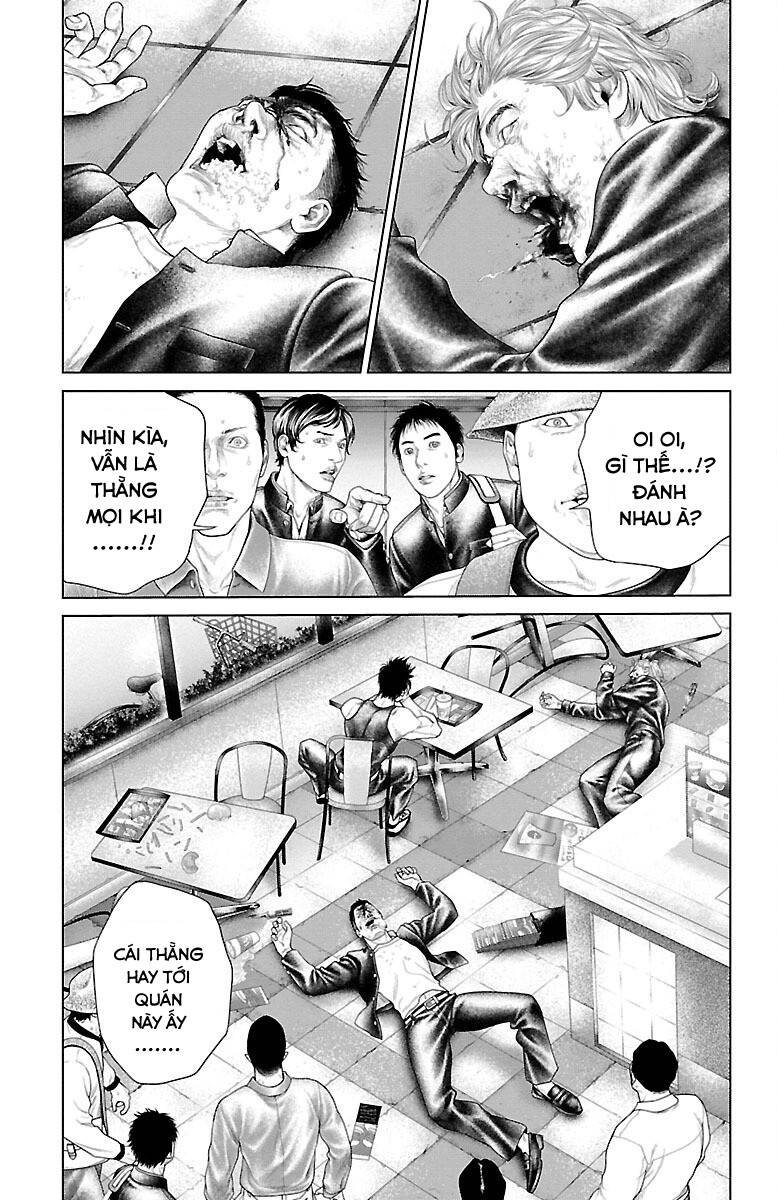 OI OI,
GÌ THẾ...!?
ĐÁNH
NHAU À?
NHÌN KÌA,
VẪN LÀ
THẰNG
MỌI KHI
......!!
CÁI THẰNG
HAY TỚI
QUÁN
NÀY ẤY
.......